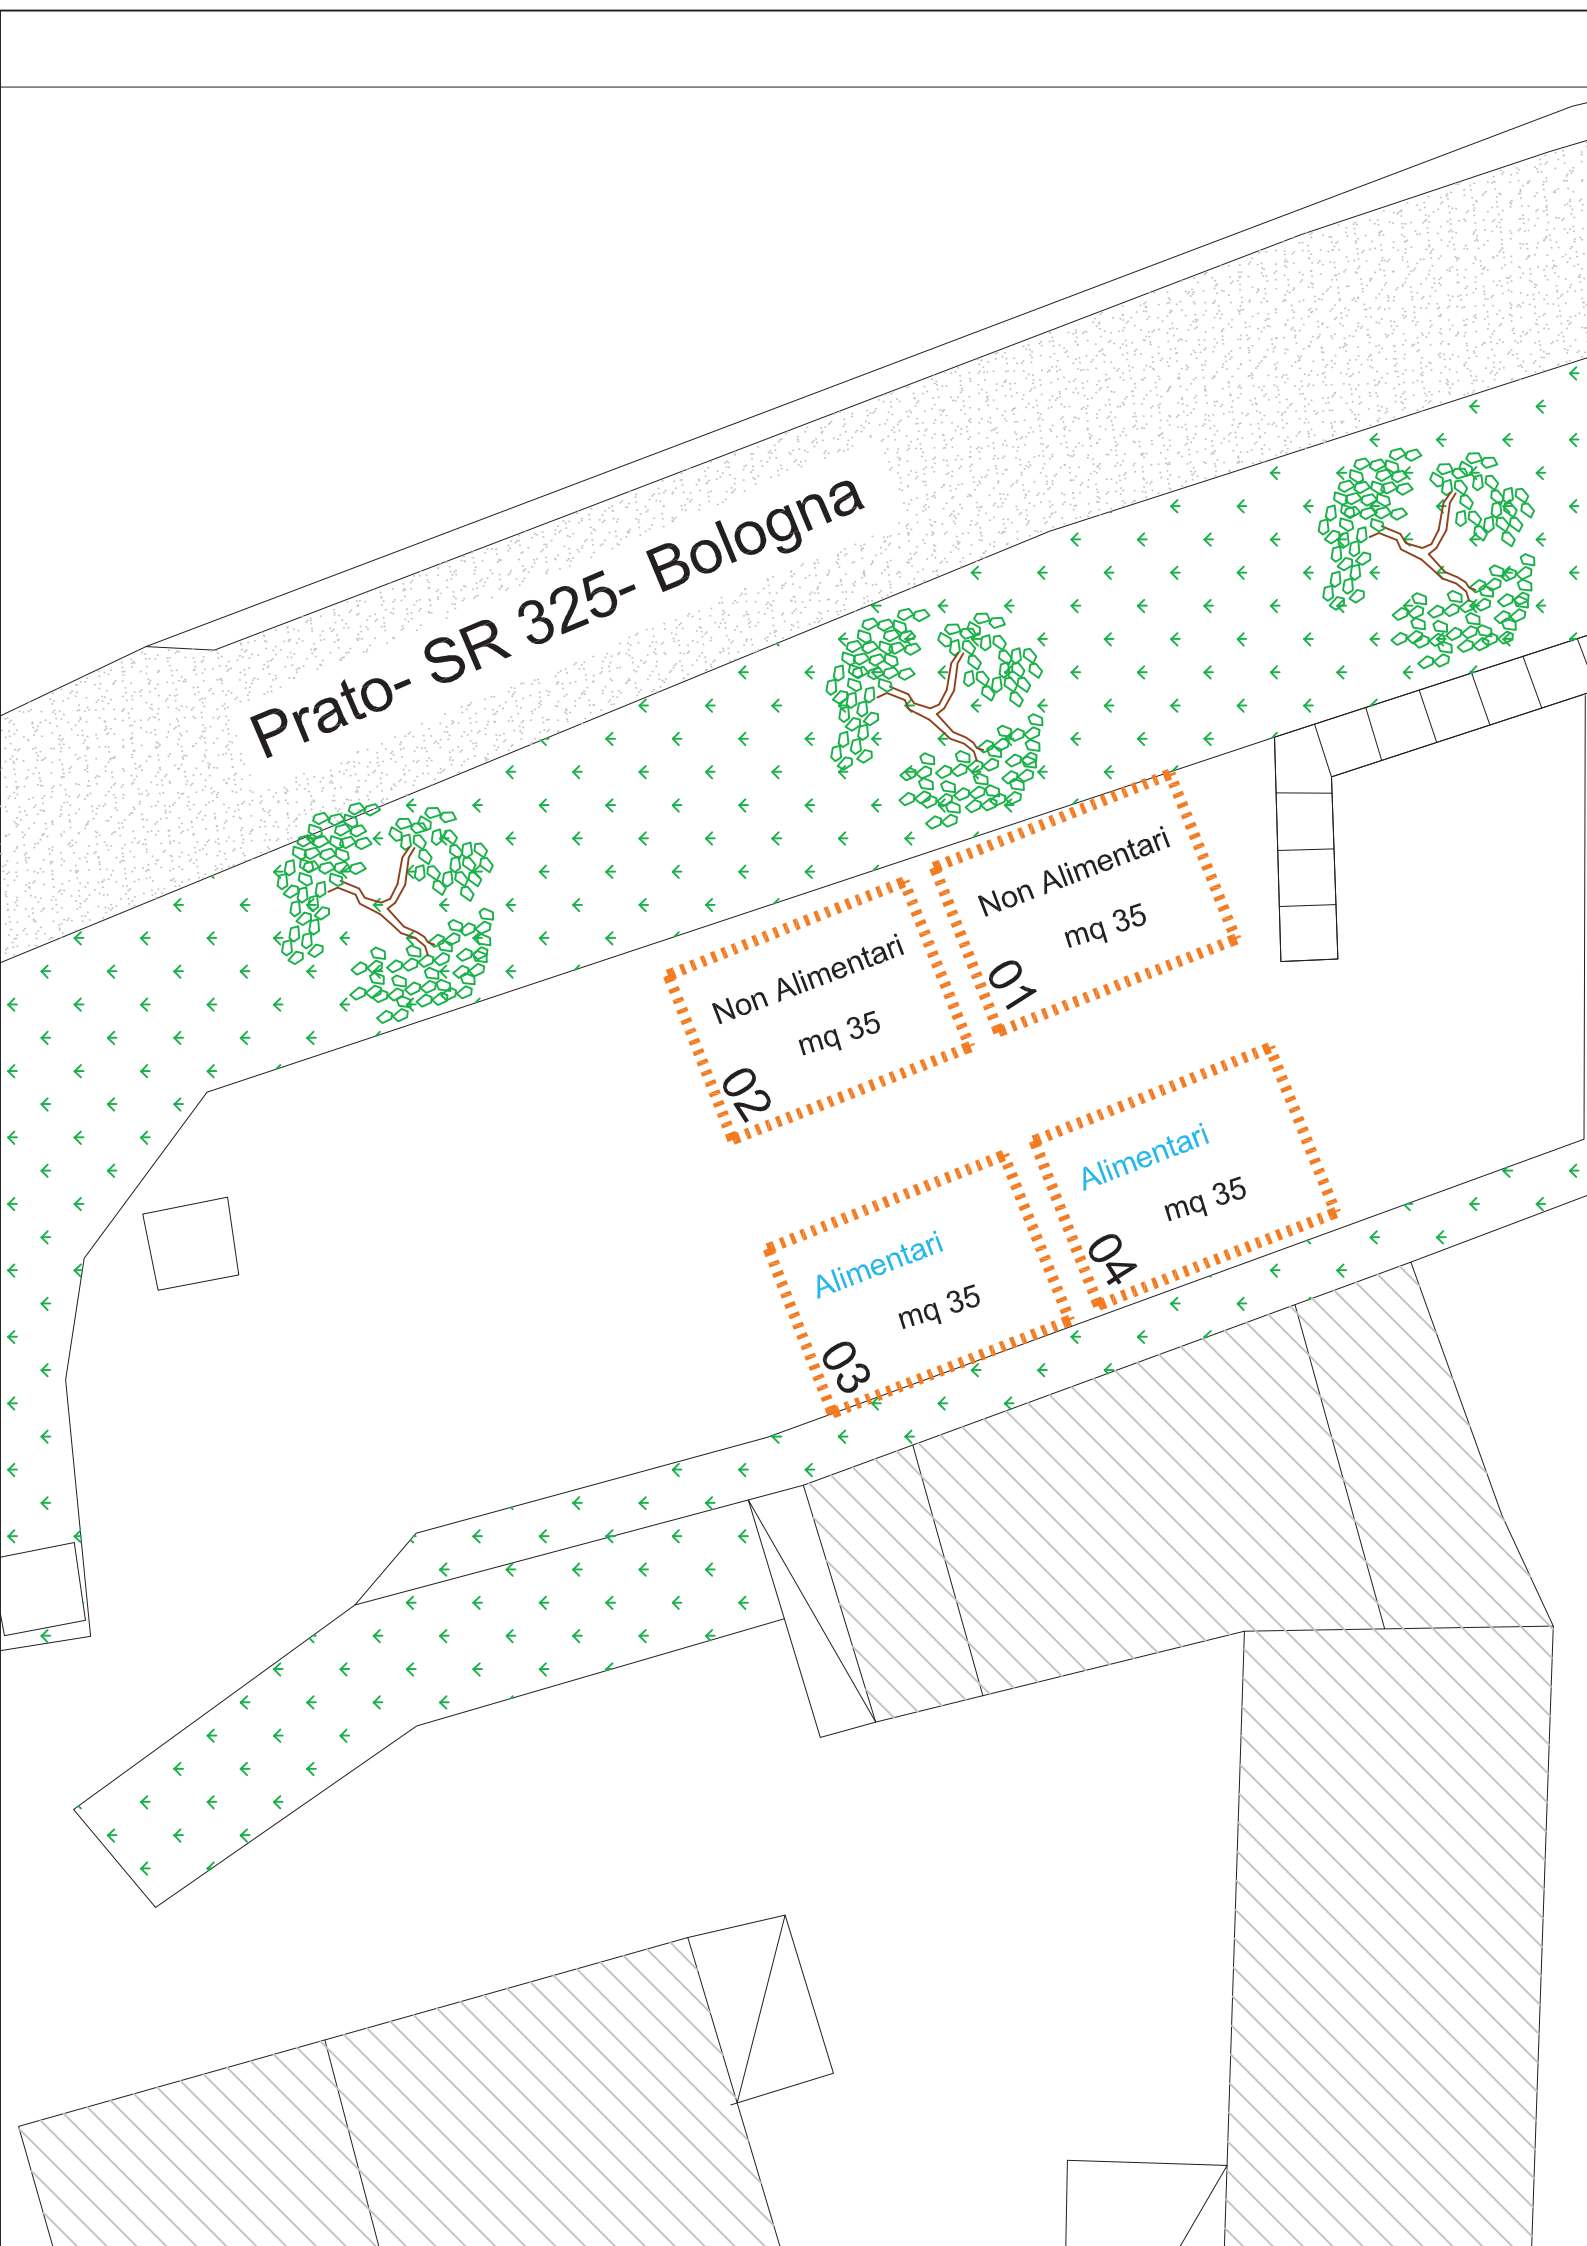 Prato- SR 325- Bologna
Non Alimentari
mq 35
01
Non Alimentari
mq 35
02
Alimentari
mq 35
04
Alimentari
mq 35
03